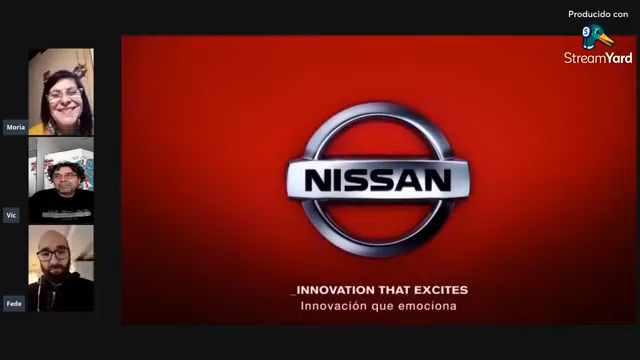 Producido con
StreamYard
Moria
NISSAN
Vic
_INNOVATION THAT EXCITES
Innovación que emociona
Fede